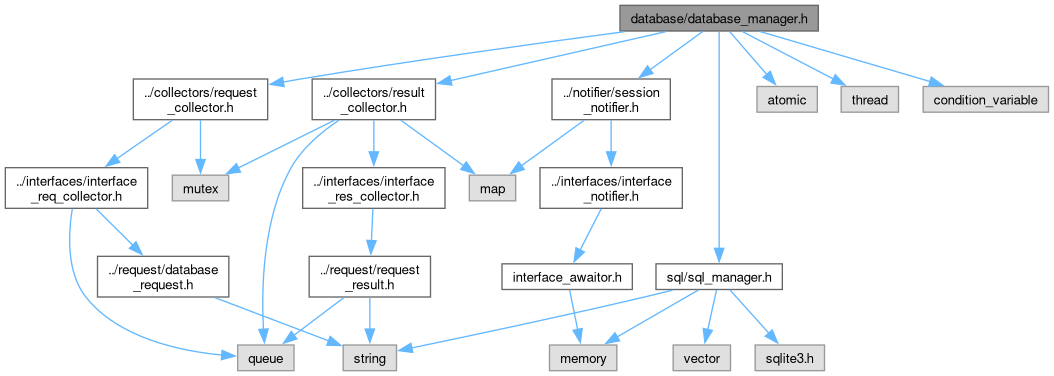 database/database_manager.h
../collectors/request
_collector.h
../collectors/result
_collector.h
../notifier/session
_notifier.h
atomic
thread
condition_variable
../interfaces/interface
_req_collector.h
mutex
../interfaces/interface
_res_collector.h
map
../interfaces/interface
_notifier.h
../request/database
_request.h
../request/request
_result.h
interface_awaitor.h
sql/sql_manager.h
queue
string
memory
vector
sqlite3.h